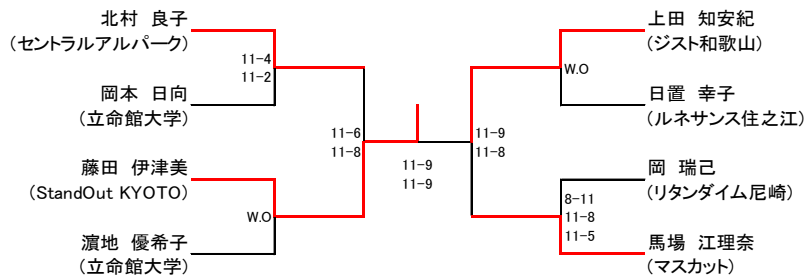 北村 良子
(セントラルアルパーク)
11-4
11-2
岡本 日向
(立命館大学)
11-6
11-8
藤田 伊津美
(StandOut KYOTO)
W.O
濵地 優希子
(立命館大学)
11-9
11-9
上田 知安紀
(ジスト和歌山)
W.O
日置 幸子
(ルネサンス住之江)
11-9
11-8
岡 瑞己
(リタンダイム尼崎)
8-11
11-8
11-5
馬場 江理奈
(マスカット)